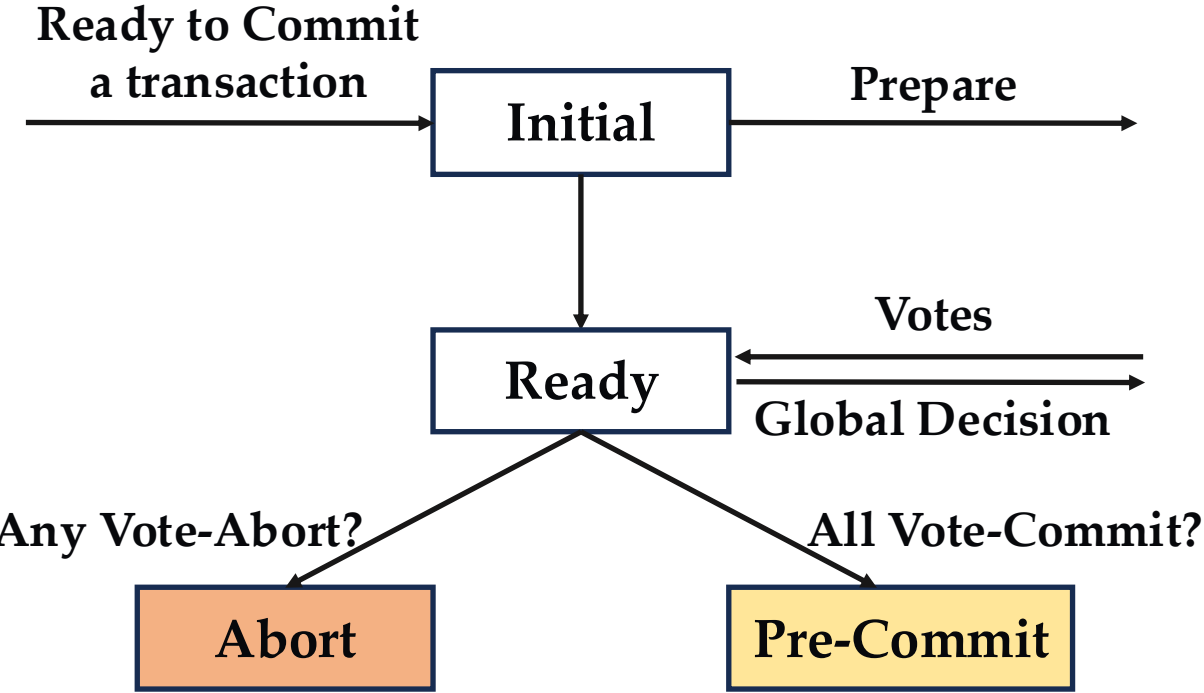 Ready to Commit
a transaction
Initial
Prepare
Votes
Ready
Global Decision
Any Vote-Abort?
All Vote-Commit?
Abort
Pre-Commit